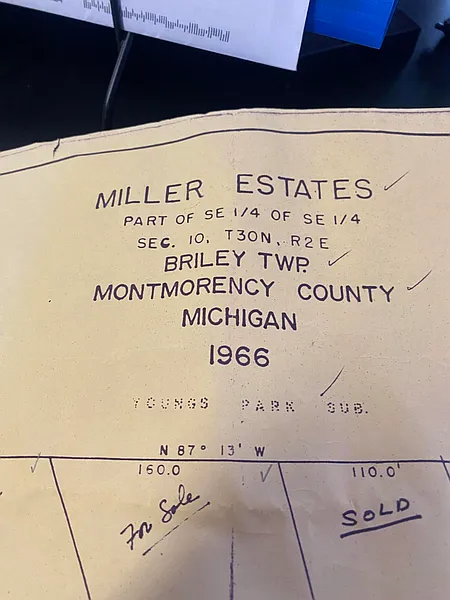 MILLER ESTATES
PART OF SE 1/4 OF SE 1/4
SEC. 10, T30N, R2E
BRILEY TWP.
MONTMORENCY COUNTY
MICHIGAN
1966
YOUNGS PARK SUB.
N 87° 13' W
160.0 110.0'
For Sale SOLD